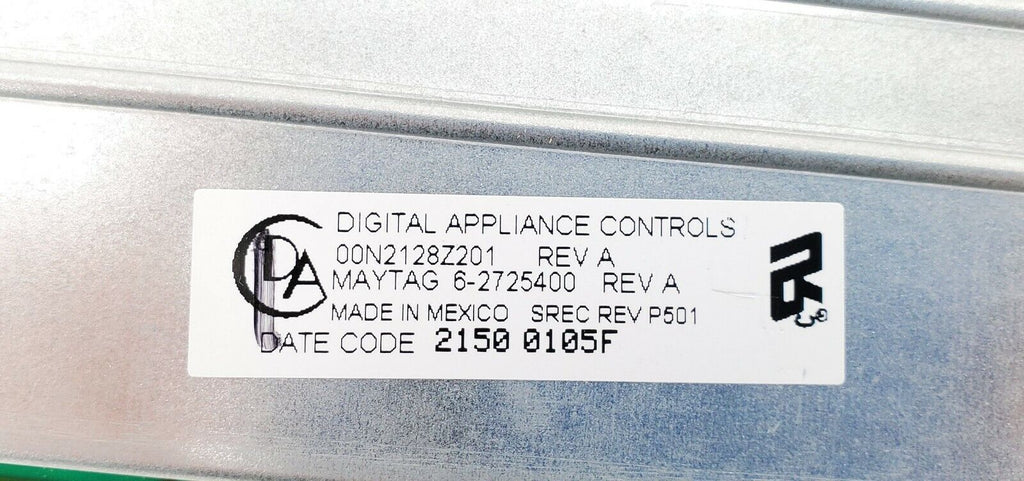 DIGITAL APPLIANCE CONTROLS
00N2128Z201 REV A
MAYTAG 6-2725400 REV A
MADE IN MEXICO SREC REV P501
DATE CODE 2150 0105F
DA